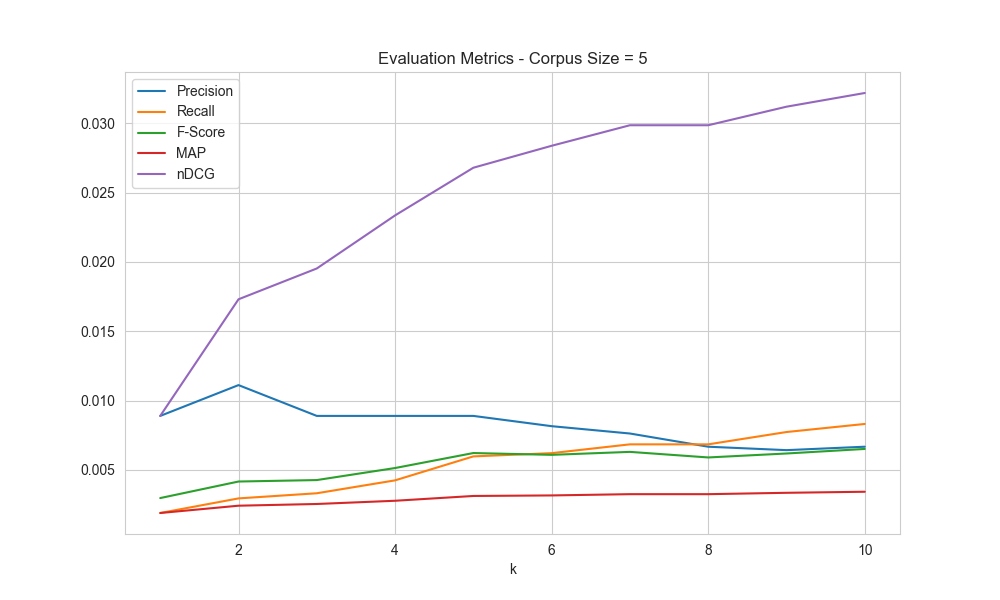 Evaluation Metrics - Corpus Size = 5
Precision
Recall
F-Score
MAP
nDCG
0.030
0.025
0.020
0.015
0.010
0.005
2 4 6 8 10
k